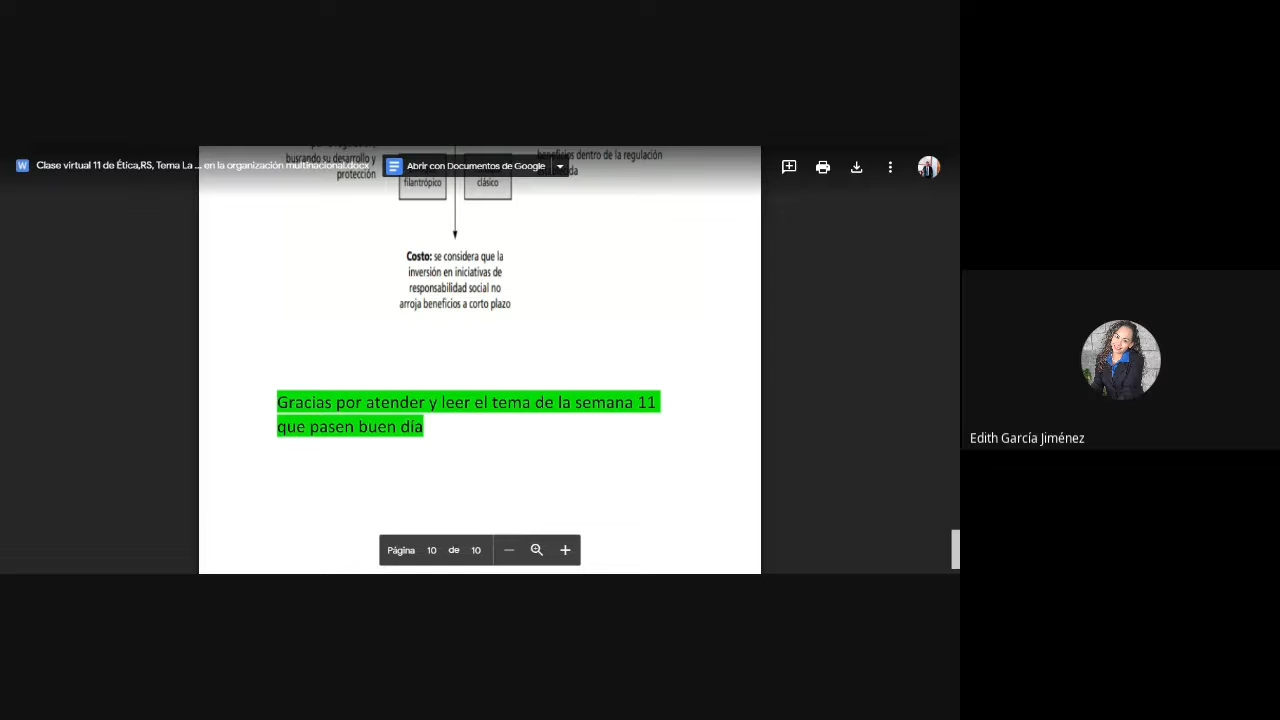 buscando su desarrollo y
protección
beneficios dentro de la regulación
W Clase virtual 11 de Ética,RS, Tema La ... en la organización multinacional.docx
Abrir con Documentos de Google
filantrópico
clásico
Costo: se considera que la
inversión en iniciativas de
responsabilidad social no
arroja beneficios a corto plazo
Gracias por atender y leer el tema de la semana 11
que pasen buen día
Página 10 de 10
Edith García Jiménez